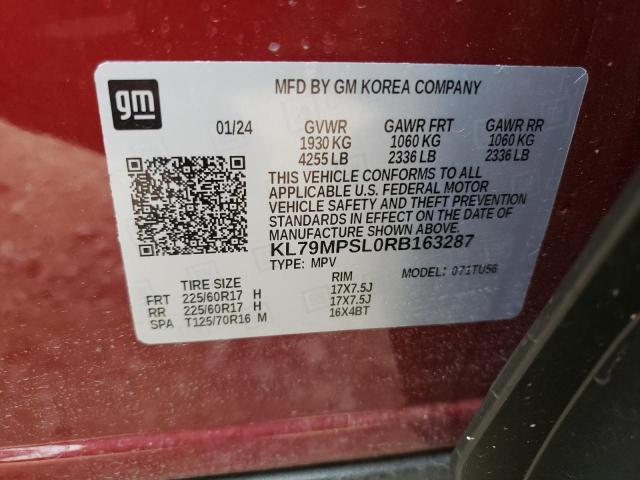 gm
MFD BY GM KOREA COMPANY
01/24 GVWR GAWR FRT GAWR RR
1930 KG 1060 KG 1060 KG
4255 LB 2336 LB 2336 LB
THIS VEHICLE CONFORMS TO ALL
APPLICABLE U.S. FEDERAL MOTOR
VEHICLE SAFETY AND THEFT PREVENTION
STANDARDS IN EFFECT ON THE DATE OF
MANUFACTURE SHOWN ABOVE.
KL79MPSL0RB163287
TYPE: MPV MODEL: 071TU56
TIRE SIZE RIM
FRT 225/60R17 H 17X7.5J
RR 225/60R17 H 17X7.5J
SPA T125/70R16 M 16X4BT